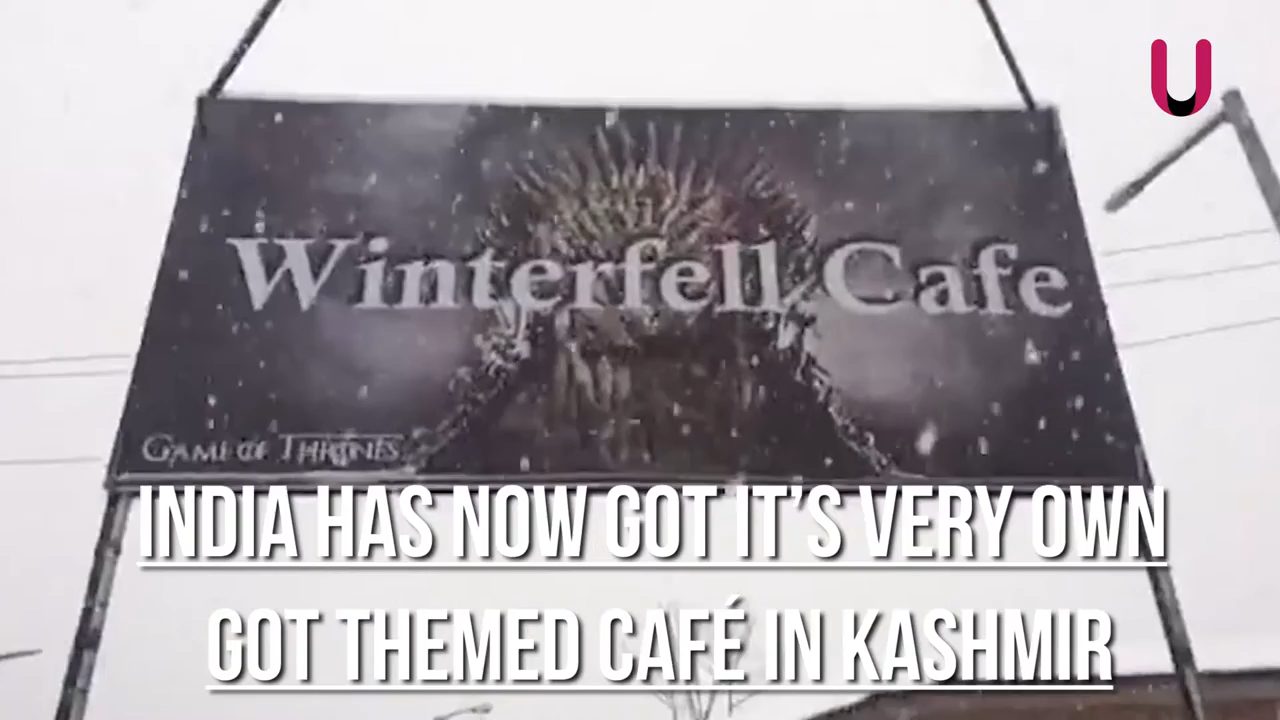 U
Winterfell Cafe
GAME OF THRONES
INDIA HAS NOW GOT IT'S VERY OWN
GOT THEMED CAFÉ IN KASHMIR